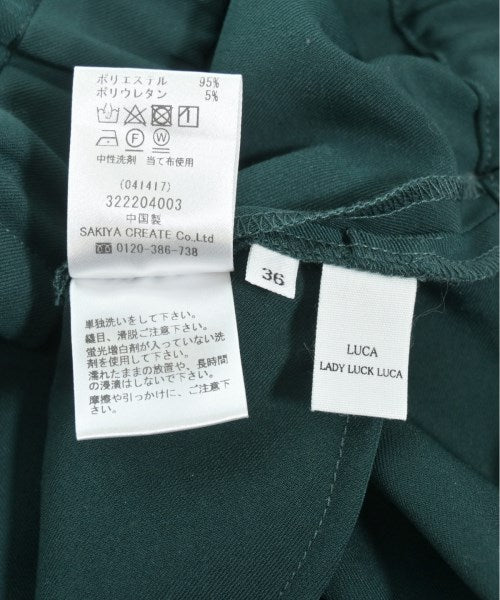 ポリエステル 95%
ポリウレタン 5%
F W
中性洗剤 当て布使用
(041417)
322204003
中国製
SAKIYA CREATE Co.,Ltd
☎ 0120-386-738
単独洗いをして下さい。
縫目、滑脱ご注意下さい。
蛍光増白剤が入っていない洗
剤を使用して下さい。
濡れたままの放置や、長時間
の浸漬はしないで下さい。
摩擦や引っかけに、ご注意下
さい。
36
LUCA
LADY LUCK LUCA